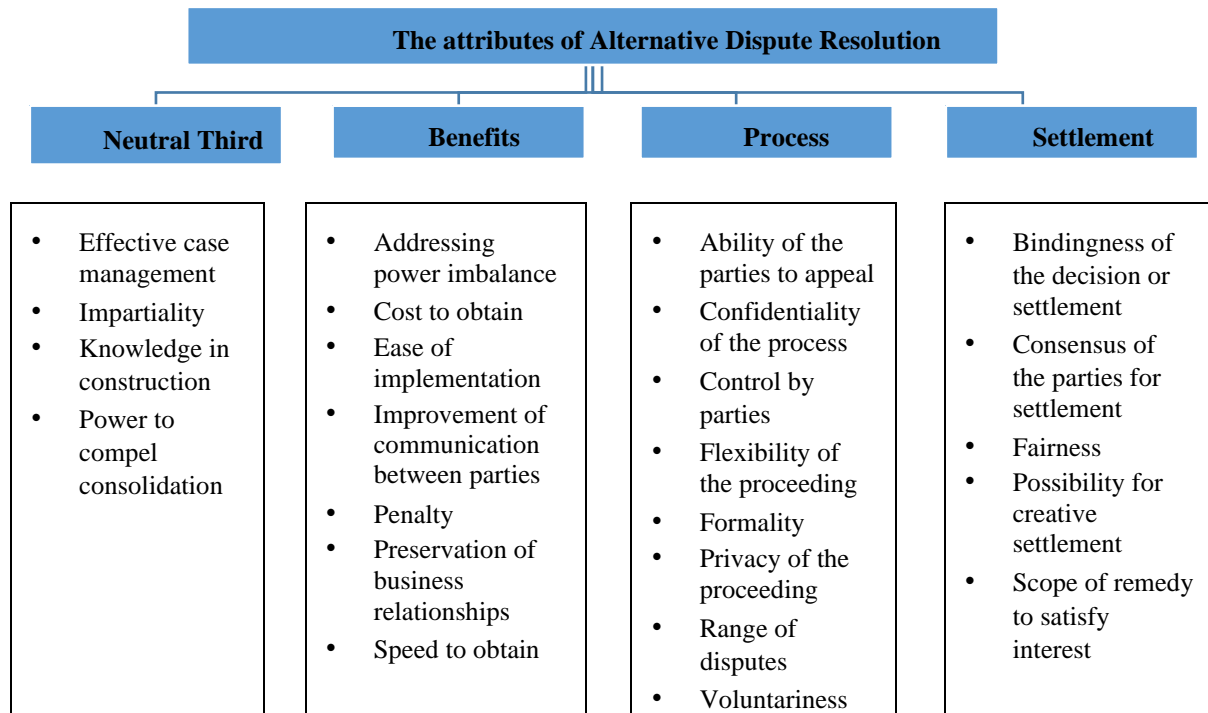 The attributes of Alternative Dispute Resolution
Neutral Third
Benefits
Process
Settlement
• Effective case
management
• Impartiality
• Knowledge in
construction
• Power to
compel
consolidation
• Addressing
power imbalance
• Cost to obtain
• Ease of
implementation
• Improvement of
communication
between parties
• Penalty
• Preservation of
business
relationships
• Speed to obtain
• Ability of the
parties to appeal
• Confidentiality
of the process
• Control by
parties
• Flexibility of
the proceeding
• Formality
• Privacy of the
proceeding
• Range of
disputes
• Voluntariness
• Bindingness of
the decision or
settlement
• Consensus of
the parties for
settlement
• Fairness
• Possibility for
creative
settlement
• Scope of remedy
to satisfy
interest